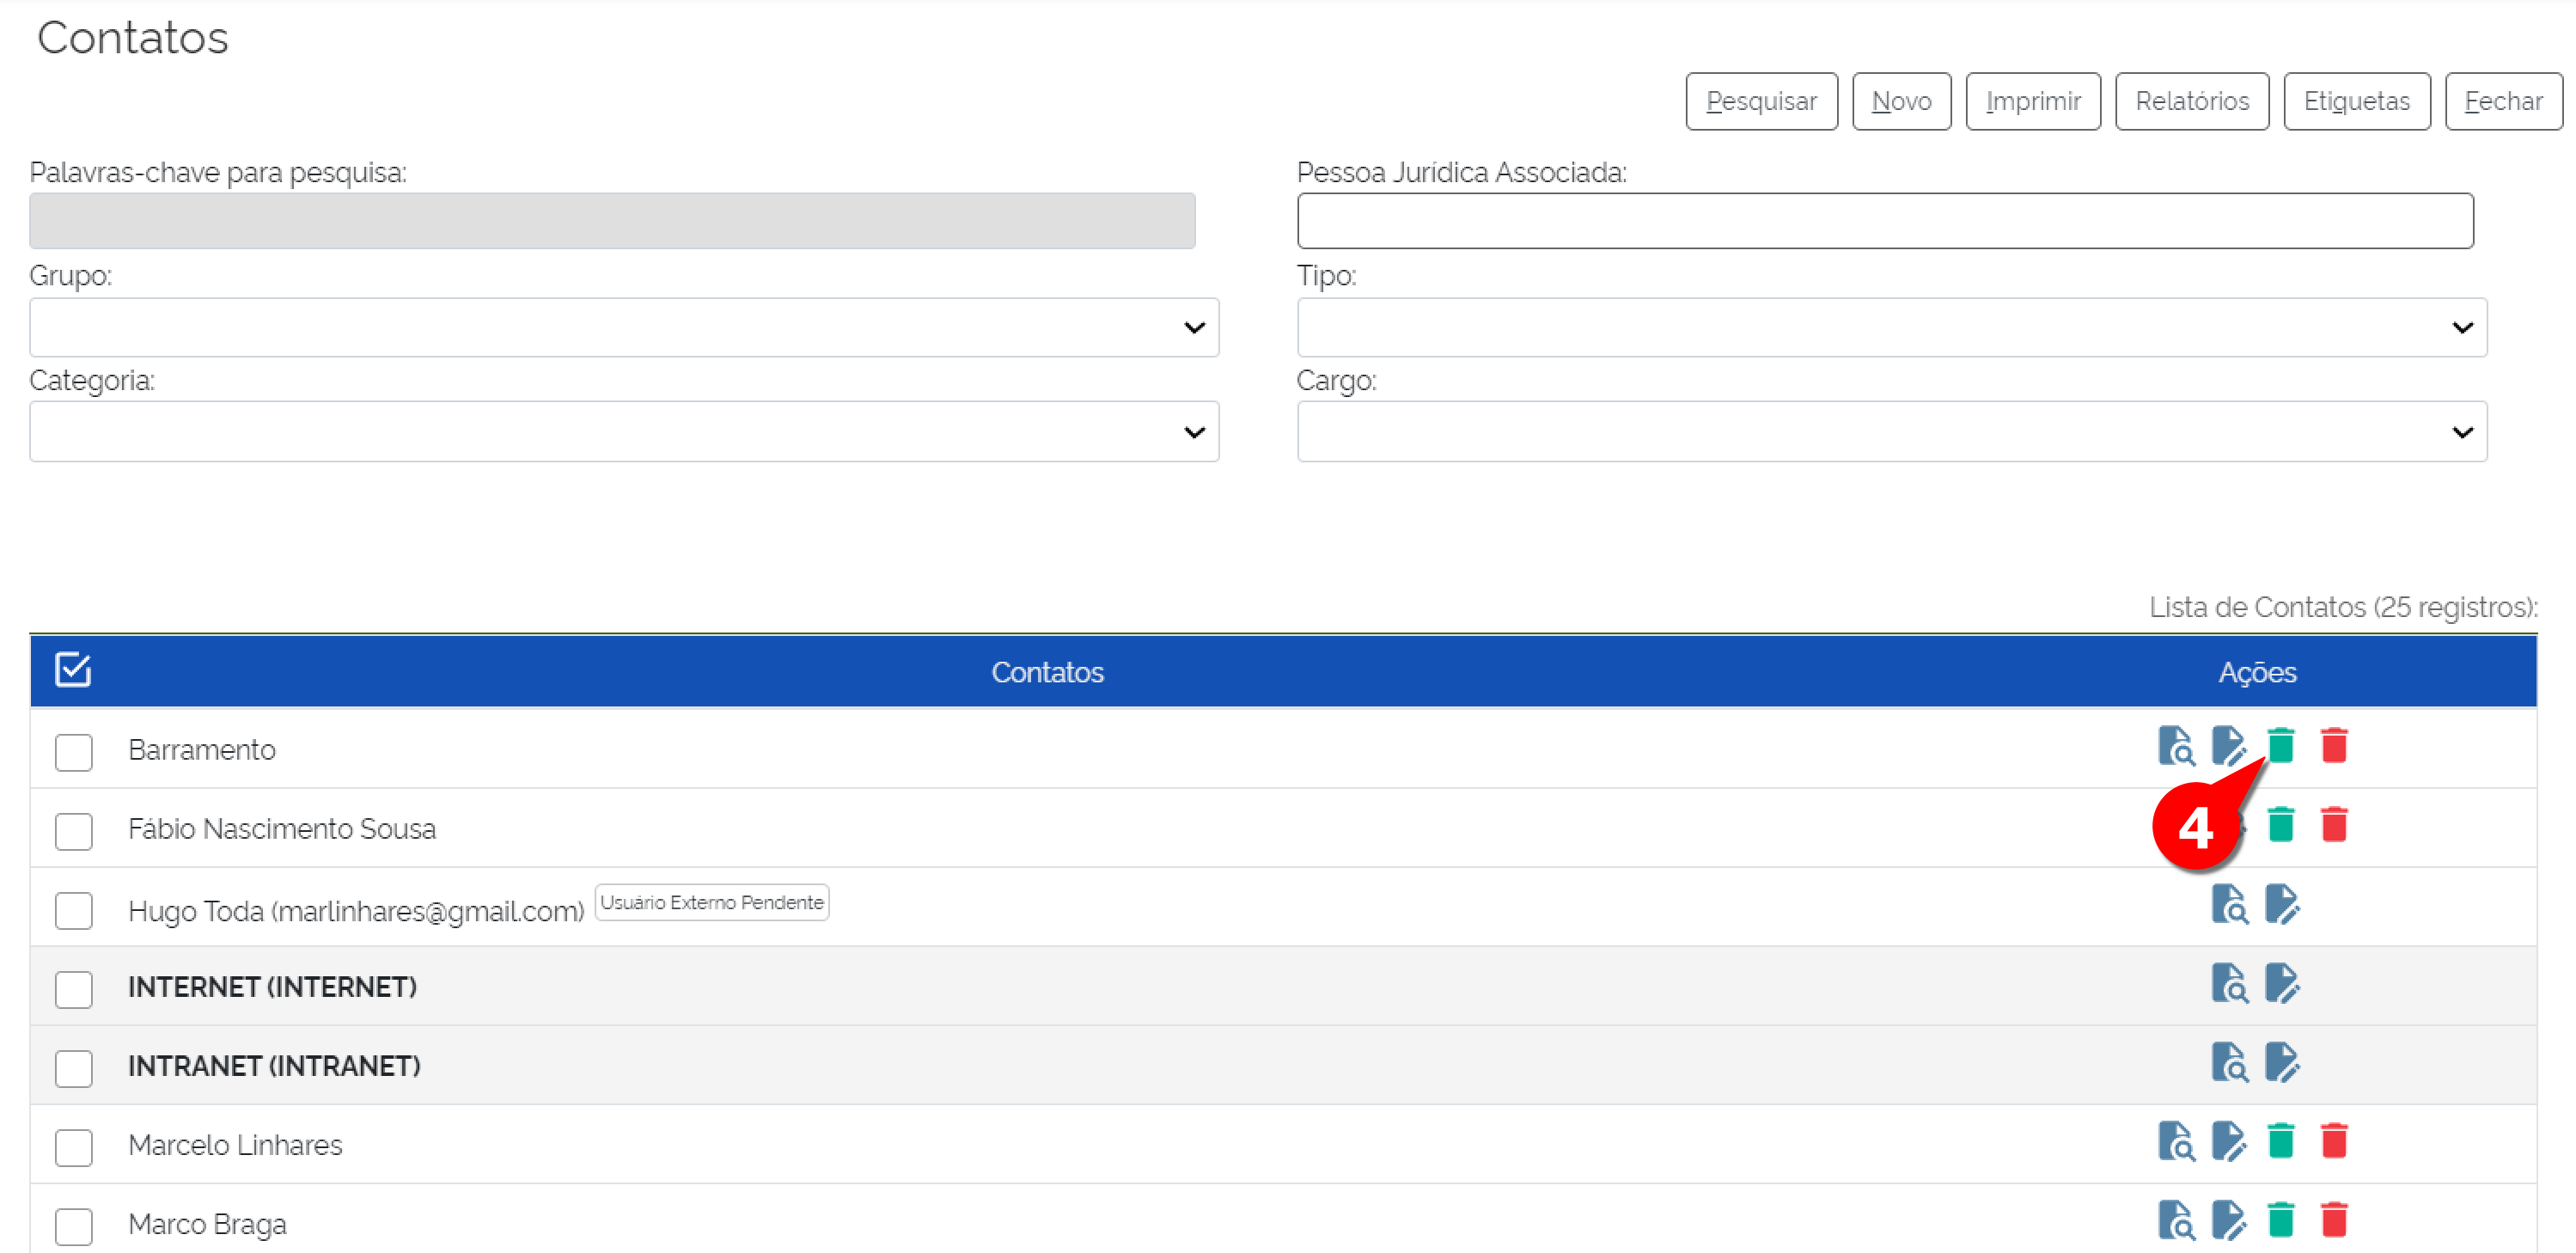 Contatos
Pesquisar Novo Imprimir Relatórios Etiquetas Fechar
Palavras-chave para pesquisa: Pessoa Jurídica Associada:
Grupo: Tipo:
Categoria: Cargo:
Lista de Contatos (25 registros):
Contatos Ações
Barramento
4
Fábio Nascimento Sousa
Hugo Toda (marlinhares@gmail.com) Usuário Externo Pendente
INTERNET (INTERNET)
INTRANET (INTRANET)
Marcelo Linhares
Marco Braga